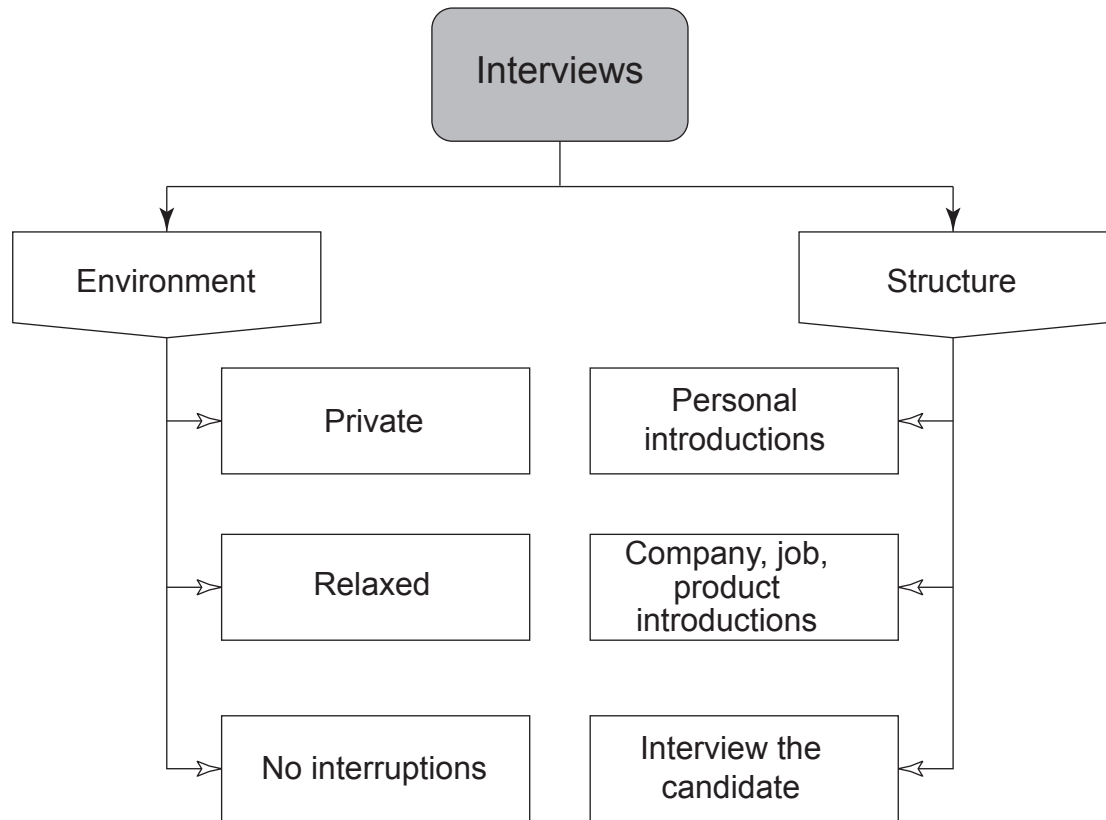 Interviews
Environment
Structure
Private
Personal
introductions
Relaxed
Company, job,
product
introductions
No interruptions
Interview the
candidate